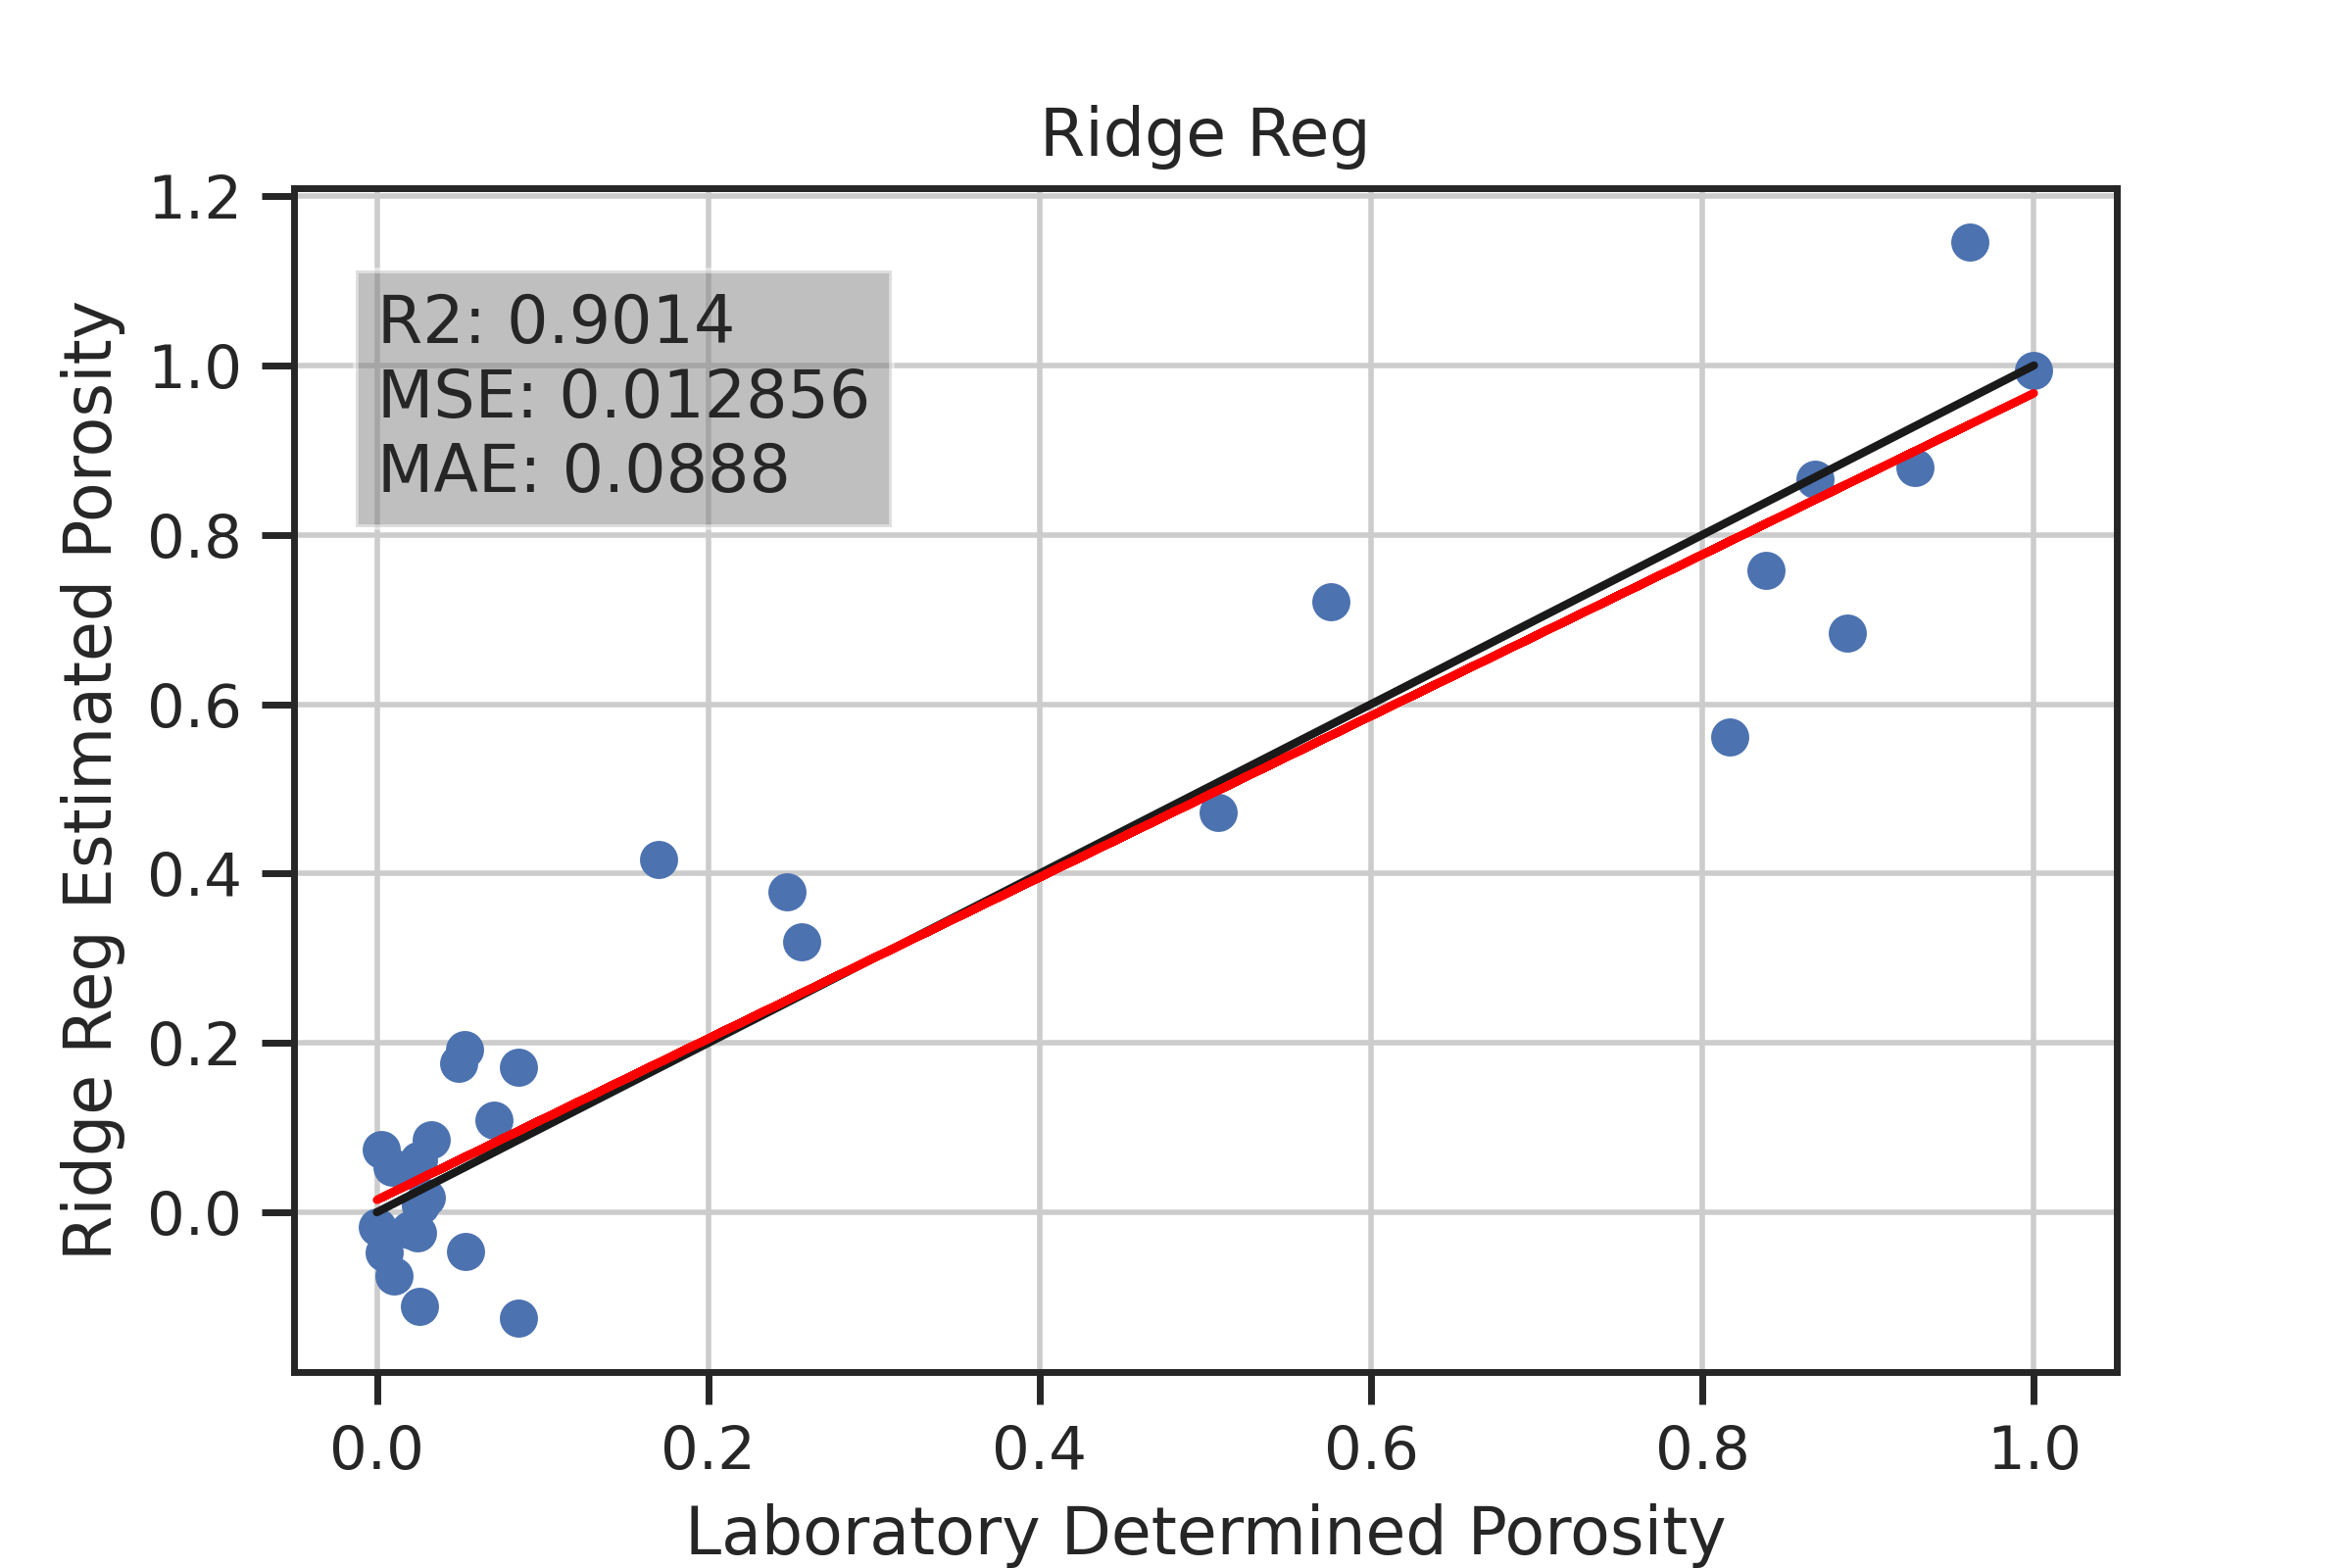 Ridge Reg
1.2
1.0
0.8
0.6
0.4
0.2
0.0
Ridge Reg Estimated Porosity
R2: 0.9014
MSE: 0.012856
MAE: 0.0888
0.0 0.2 0.4 0.6 0.8 1.0
Laboratory Determined Porosity